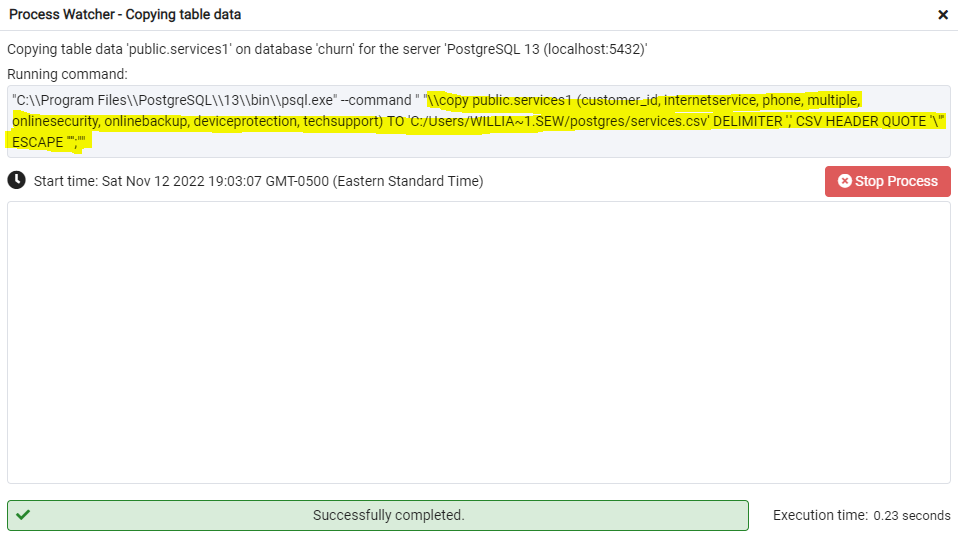 Process Watcher - Copying table data
Copying table data 'public.services1' on database 'churn' for the server 'PostgreSQL 13 (localhost:5432)'
Running command:
"C:\\Program Files\\PostgreSQL\\13\\bin\\psql.exe" --command " "\\copy public.services1 (customer_id, internetservice, phone, multiple,
onlinesecurity, onlinebackup, deviceprotection, techsupport) TO 'C:/Users/WILLIA~1.SEW/postgres/services.csv' DELIMITER ',' CSV HEADER QUOTE '\"'
ESCAPE '''';""
Start time: Sat Nov 12 2022 19:03:07 GMT-0500 (Eastern Standard Time)
Stop Process
Successfully completed.
Execution time: 0.23 seconds